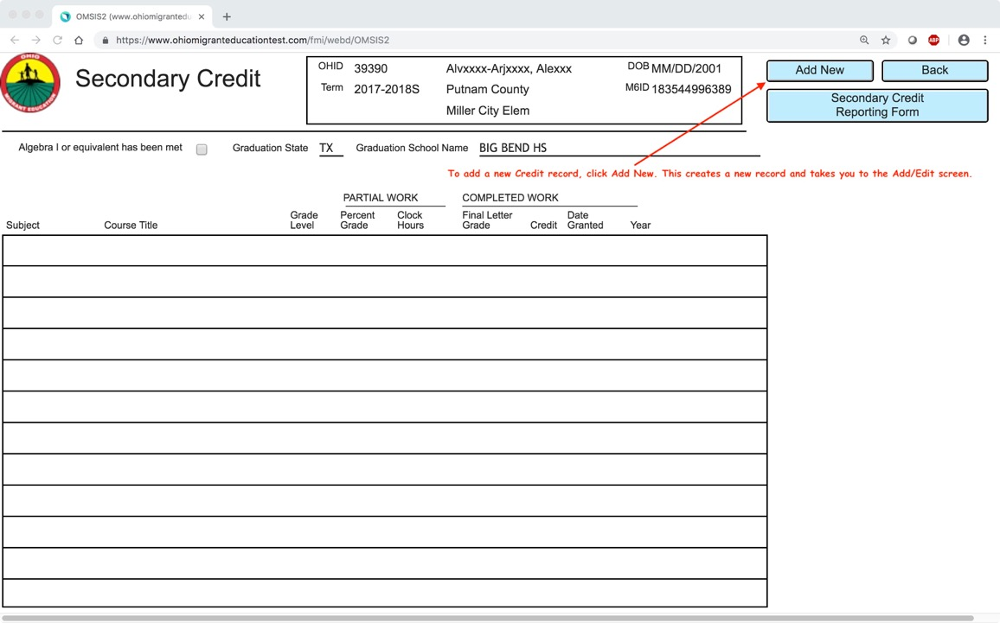 OMSIS2 (www.ohiomigrantedu
https://www.ohiomigranteducationtest.com/fmi/webd/OMSIS2
ABP
OHIO
MIGRANT EDUCATION
Secondary Credit
OHID 39390 Alvxxxx-Arjxxxx, Alexxx DOB MM/DD/2001
Term 2017-2018S Putnam County M6ID 183544996389
Miller City Elem
Add New Back
Secondary Credit
Reporting Form
Algebra I or equivalent has been met Graduation State TX Graduation School Name BIG BEND HS
To add a new Credit record, click Add New. This creates a new record and takes you to the Add/Edit screen.
PARTIAL WORK COMPLETED WORK
Grade Percent Clock Final Letter Date
Subject Course Title Level Grade Hours Grade Credit Granted Year